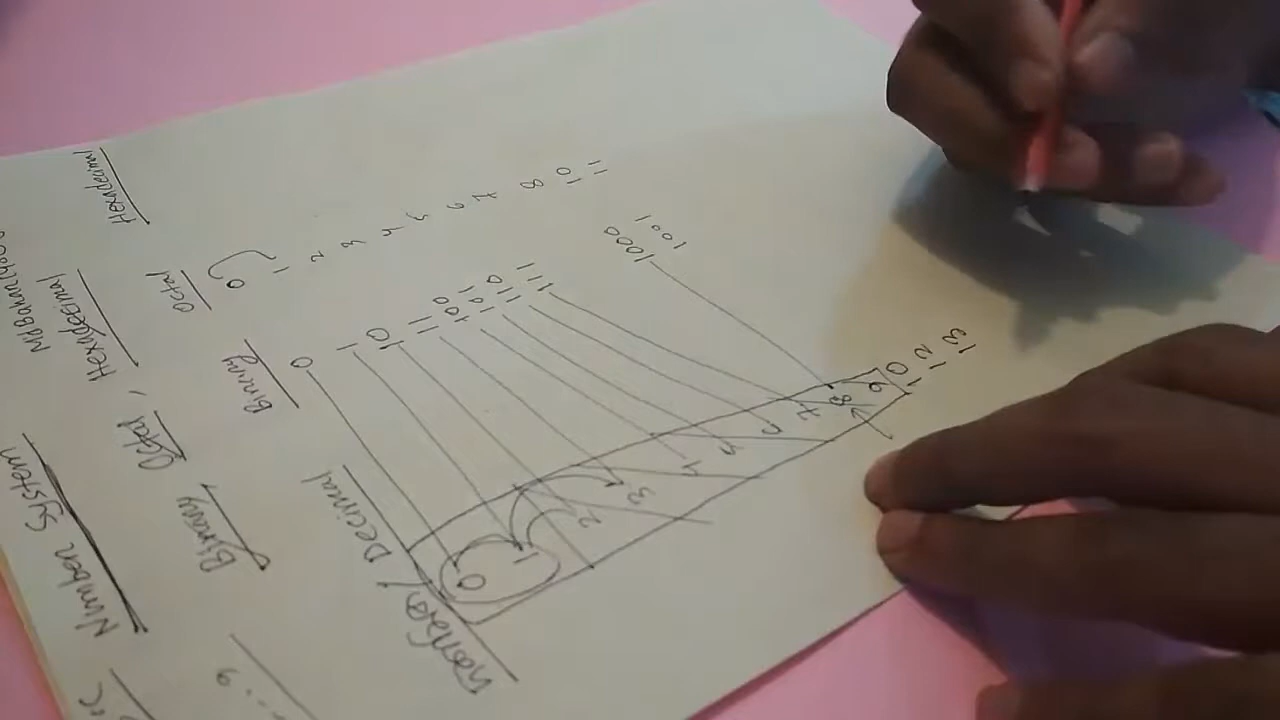 Number System
Binary, Octal, Hexadecimal
দশমিক / Decimal Binary Octal Hexadecimal
0 0 0
1 1 1
2 10 2
3 11 3
4 100 4
5 101 5
6 110 6
7 111 7
8 1000 8
9 1001 10
10 11
12
13